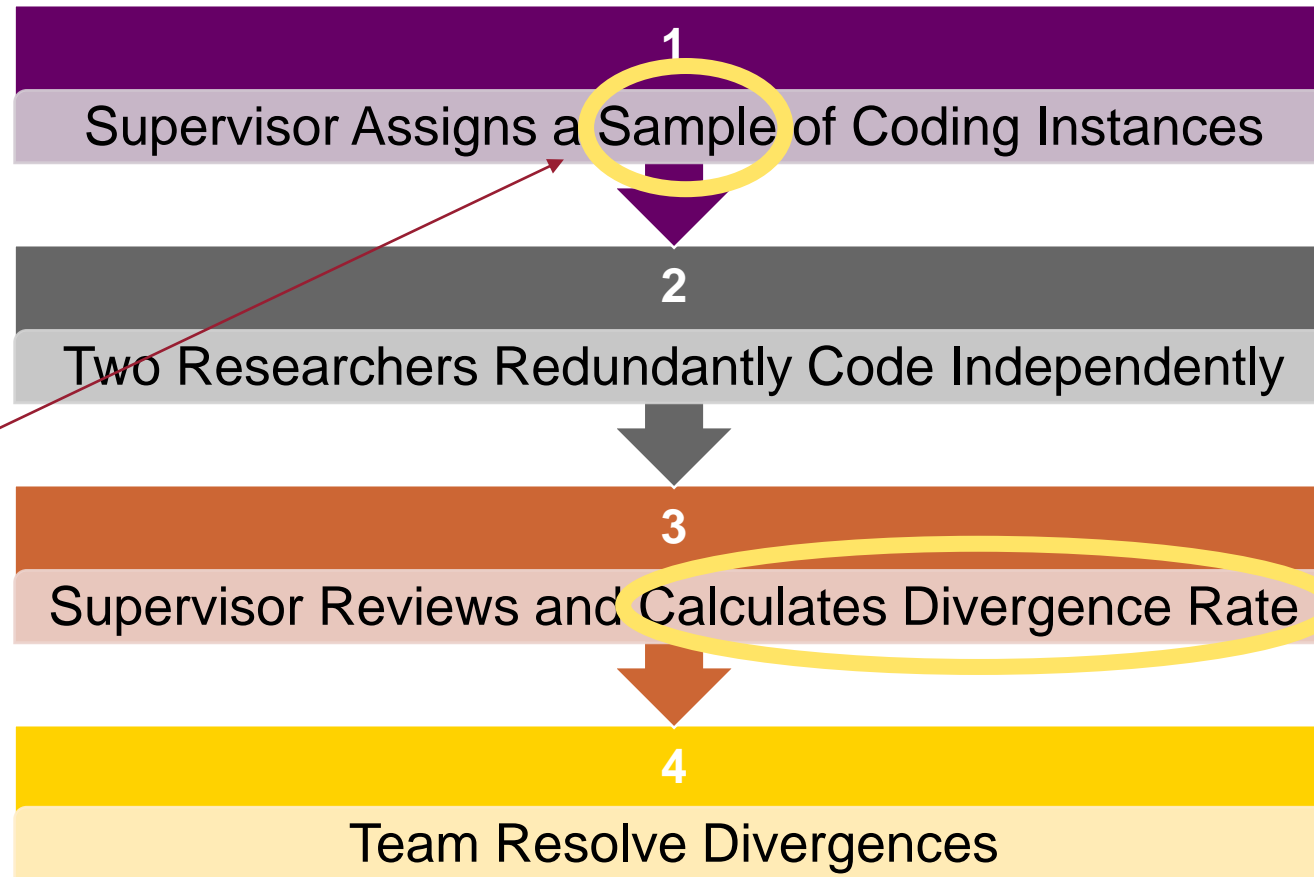 1
Supervisor Assigns a Sample of Coding Instances
2
Two Researchers Redundantly Code Independently
3
Supervisor Reviews and Calculates Divergence Rate
4
Team Resolve Divergences